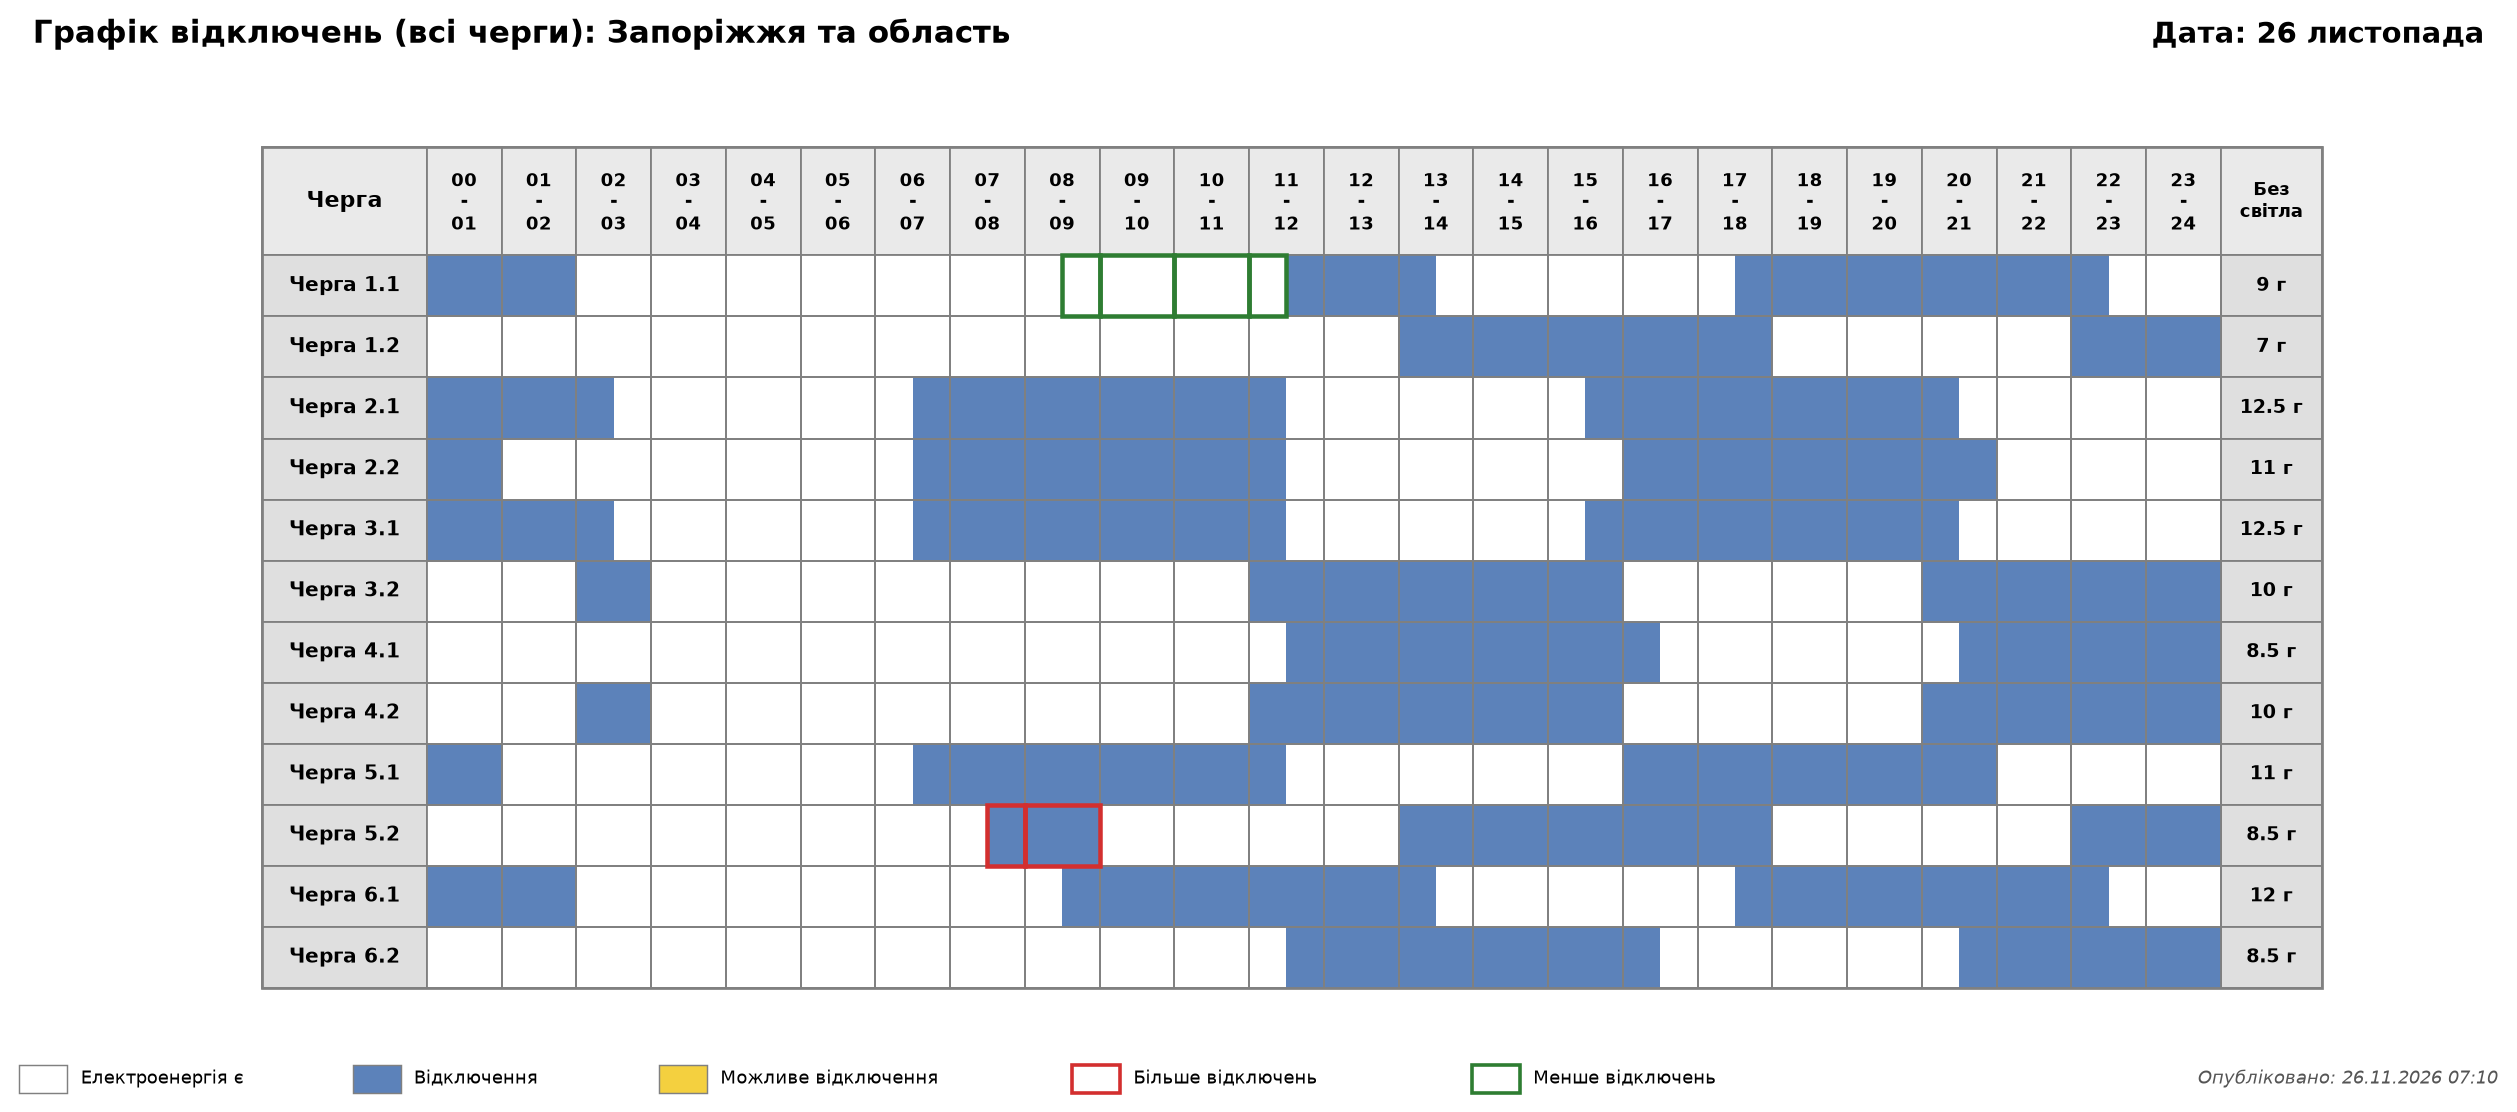 Графік відключень (всі черги): Запоріжжя та область
Дата: 26 листопада
Черга 00 - 01 01 - 02 02 - 03 03 - 04 04 - 05 05 - 06 06 - 07 07 - 08 08 - 09 09 - 10 10 - 11 11 - 12 12 - 13 13 - 14 14 - 15 15 - 16 16 - 17 17 - 18 18 - 19 19 - 20 20 - 21 21 - 22 22 - 23 23 - 24 Без світла
Черга 1.1 9 г
Черга 1.2 7 г
Черга 2.1 12.5 г
Черга 2.2 11 г
Черга 3.1 12.5 г
Черга 3.2 10 г
Черга 4.1 8.5 г
Черга 4.2 10 г
Черга 5.1 11 г
Черга 5.2 8.5 г
Черга 6.1 12 г
Черга 6.2 8.5 г
Електроенергія є Відключення Можливе відключення Більше відключень Менше відключень Опубліковано: 26.11.2026 07:10